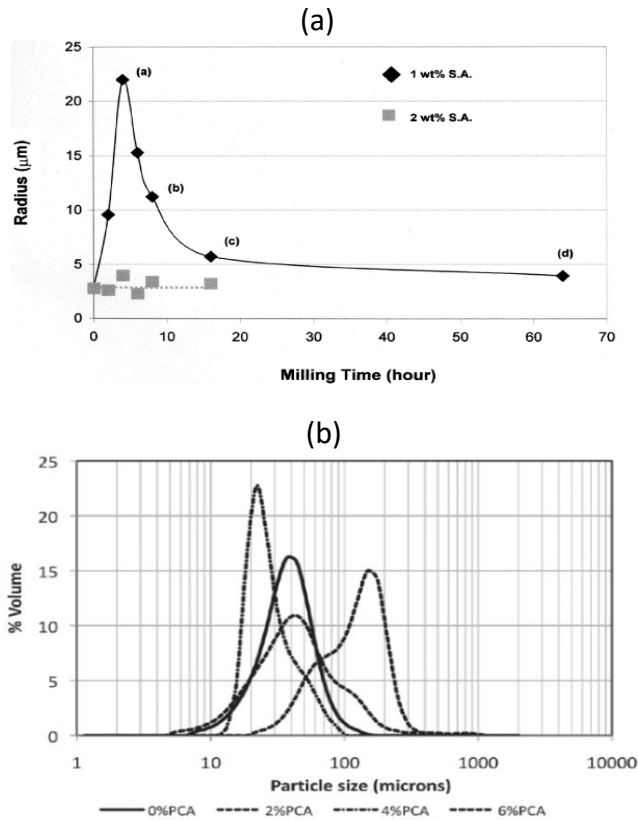 (a)
25
20
15
10
5
0
Radius (μm)
(a)
(b)
(c)
(d)
1 wt% S.A.
2 wt% S.A.
0 10 20 30 40 50 60 70
Milling Time (hour)
(b)
25
20
15
10
5
0
% Volume
1 10 100 1000 10000
Particle size (microns)
0%PCA 2%PCA 4%PCA 6%PCA